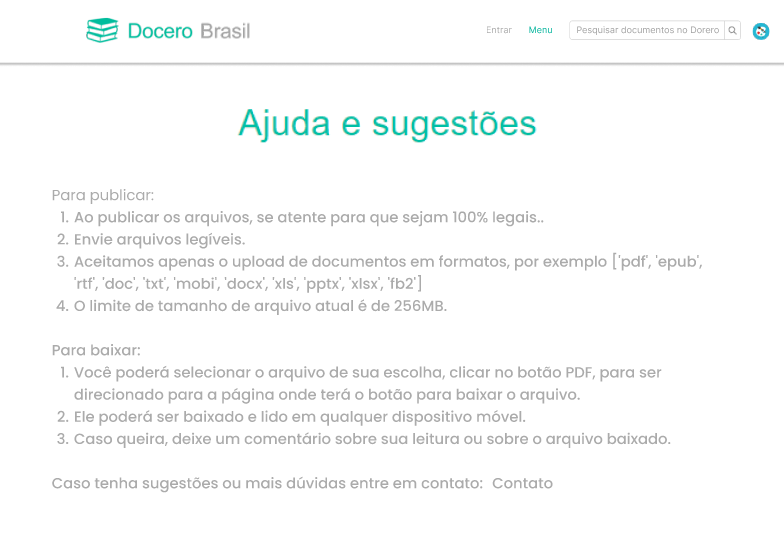 Docero Brasil
Entrar Menu Pesquisar documentos no Dorero
Ajuda e sugestões
Para publicar:
1. Ao publicar os arquivos, se atente para que sejam 100% legais..
2. Envie arquivos legíveis.
3. Aceitamos apenas o upload de documentos em formatos, por exemplo ['pdf', 'epub',
'rtf', 'doc', 'txt', 'mobi', 'docx', 'xls', 'pptx', 'xlsx', 'fb2']
4. O limite de tamanho de arquivo atual é de 256MB.
Para baixar:
1. Você poderá selecionar o arquivo de sua escolha, clicar no botão PDF, para ser
direcionado para a página onde terá o botão para baixar o arquivo.
2. Ele poderá ser baixado e lido em qualquer dispositivo móvel.
3. Caso queira, deixe um comentário sobre sua leitura ou sobre o arquivo baixado.
Caso tenha sugestões ou mais dúvidas entre em contato: Contato